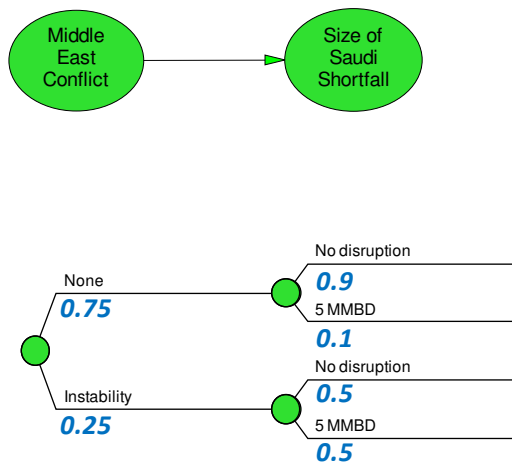 Middle
East
Conflict
Size of
Saudi
Shortfall
None
0.75
No disruption
0.9
5 MMBD
0.1
Instability
0.25
No disruption
0.5
5 MMBD
0.5